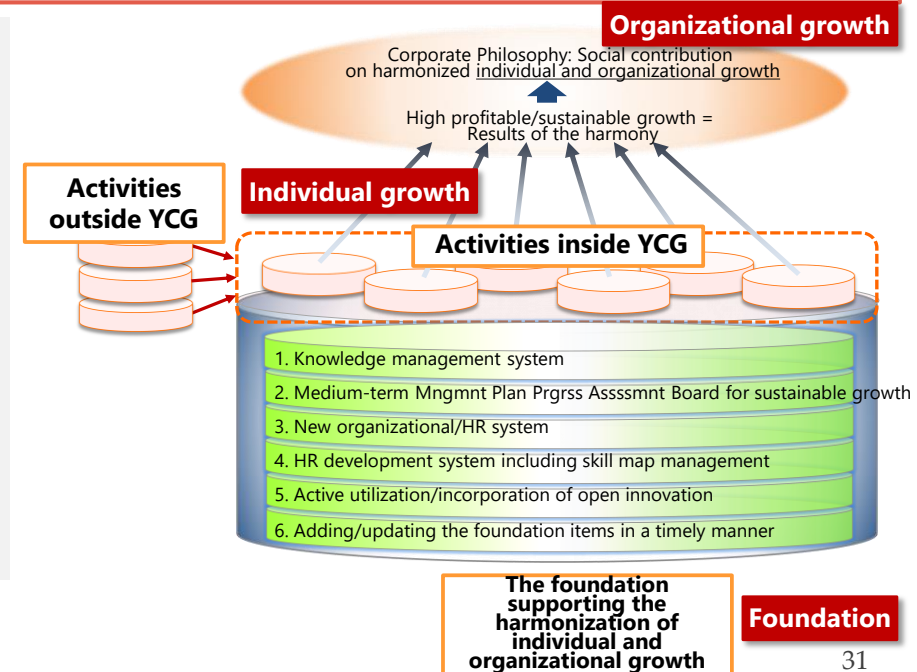 Organizational growth
Corporate Philosophy: Social contribution
on harmonized individual and organizational growth
High profitable/sustainable growth =
Results of the harmony
Activities
outside YCG
Individual growth
Activities inside YCG
1. Knowledge management system
2. Medium-term Mngmnt Plan Prgrss Assssmnt Board for sustainable growth
3. New organizational/HR system
4. HR development system including skill map management
5. Active utilization/incorporation of open innovation
6. Adding/updating the foundation items in a timely manner
The foundation
supporting the
harmonization of
individual and
organizational growth
Foundation
31